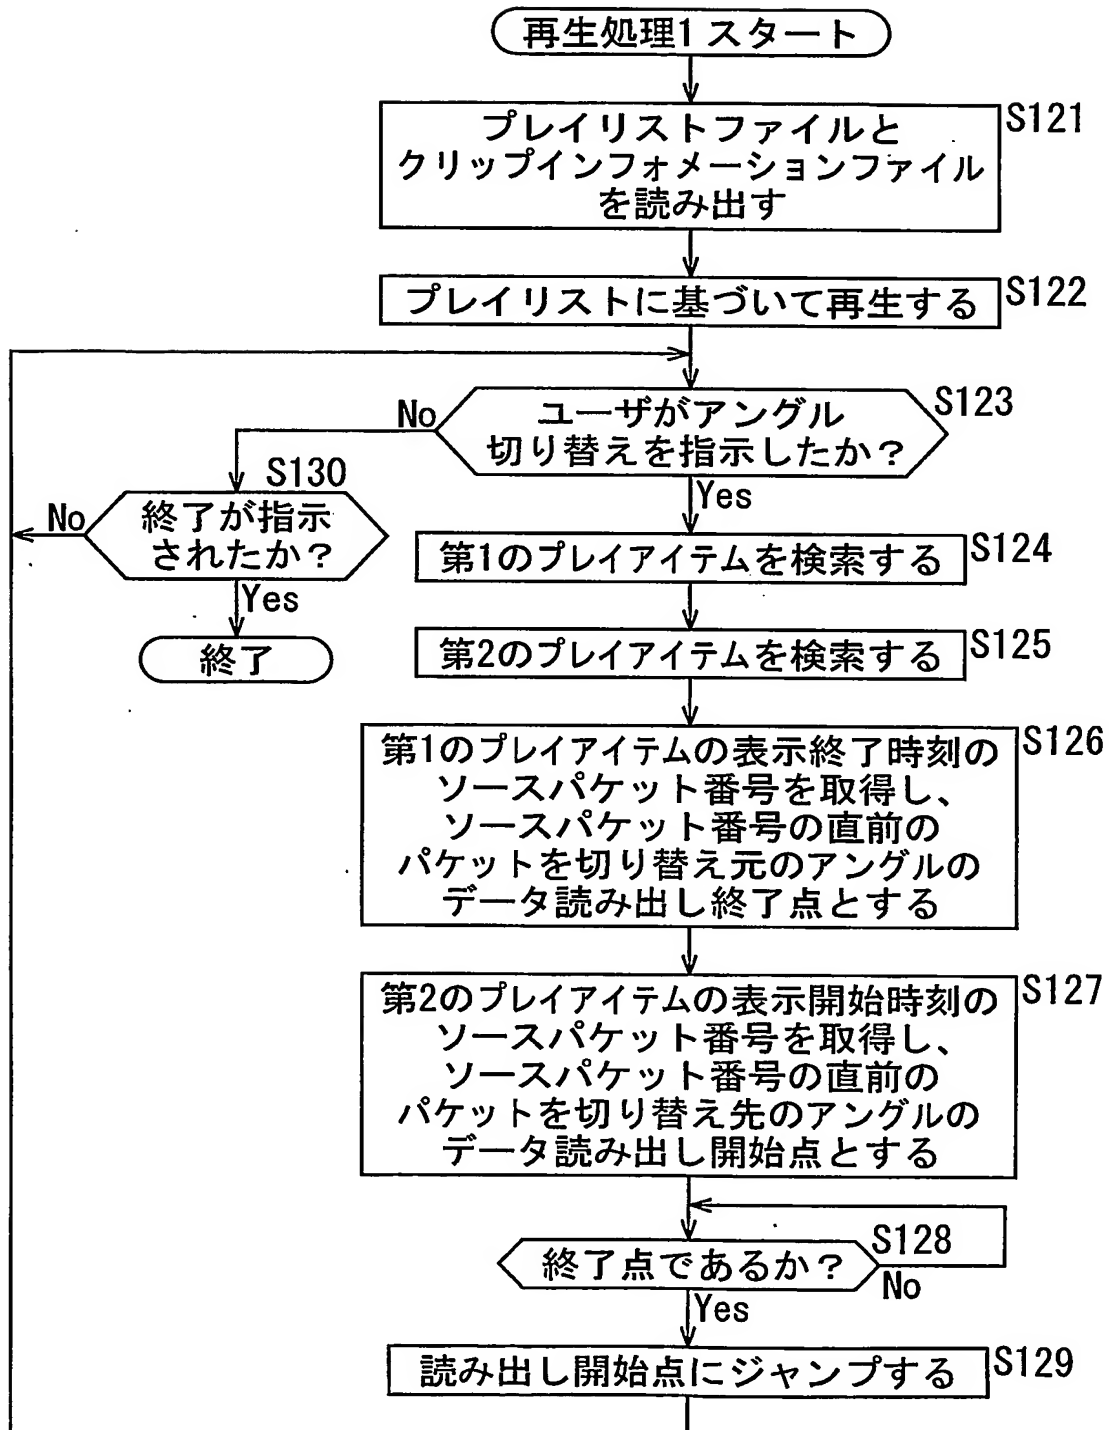 再生処理1 スタート
プレイリストファイルと
クリップインフォメーションファイル
を読み出す
S121
プレイリストに基づいて再生する
S122
ユーザがアングル
切り替えを指示したか?
S123
No
Yes
S130
終了が指示
されたか?
No
Yes
終了
第1のプレイアイテムを検索する
S124
第2のプレイアイテムを検索する
S125
第1のプレイアイテムの表示終了時刻の
ソースパケット番号を取得し、
ソースパケット番号の直前の
パケットを切り替え元のアングルの
データ読み出し終了点とする
S126
第2のプレイアイテムの表示開始時刻の
ソースパケット番号を取得し、
ソースパケット番号の直前の
パケットを切り替え先のアングルの
データ読み出し開始点とする
S127
終了点であるか?
S128
No
Yes
読み出し開始点にジャンプする
S129